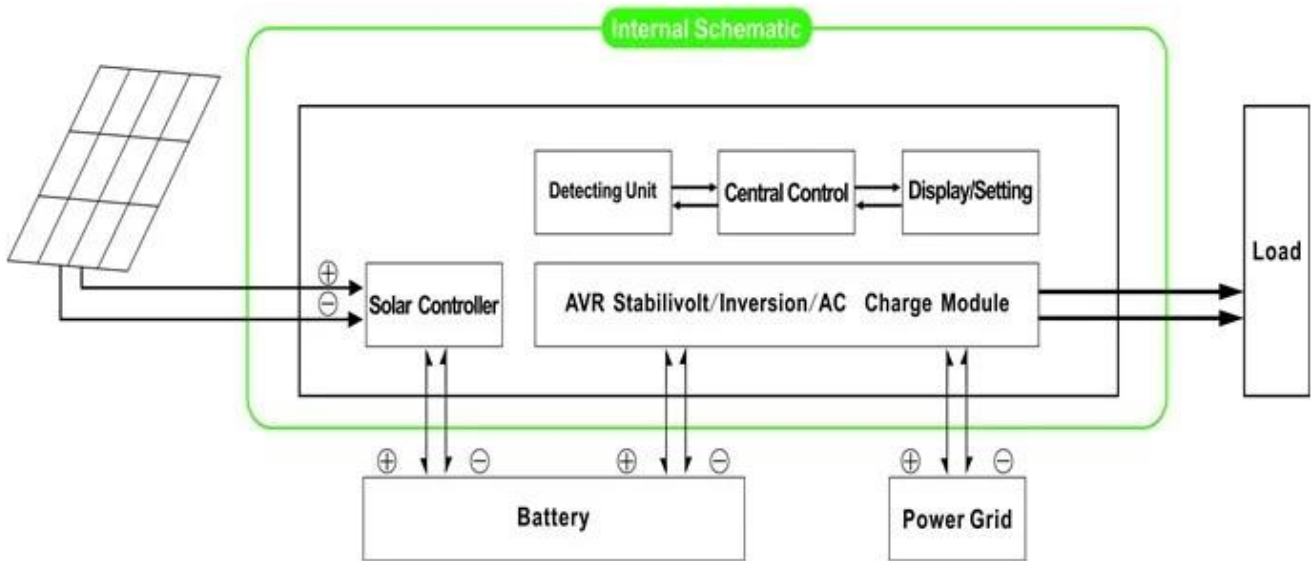 Internal Schematic
Detecting Unit
Central Control
Display/Setting
Load
⊕
⊖
Solar Controller
AVR Stabilivolt/Inversion/AC Charge Module
⊕ ⊖ ⊕ ⊖ ⊕ ⊖
Battery
Power Grid